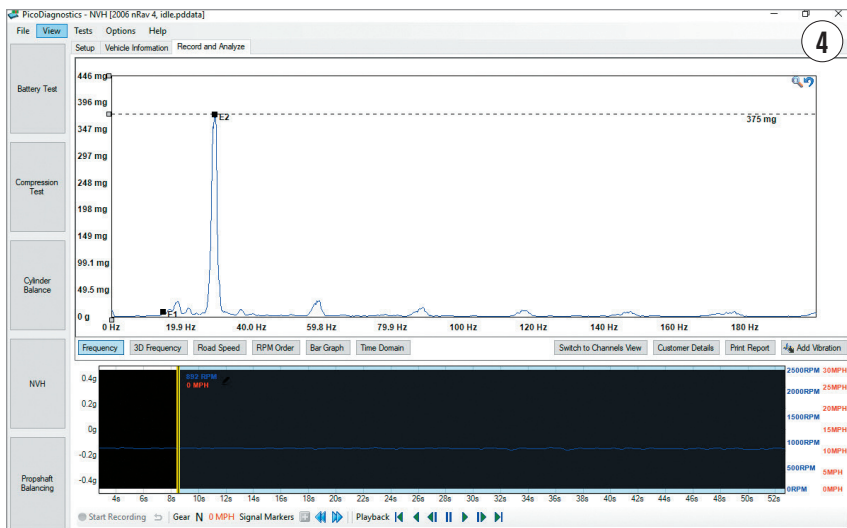 PicoDiagnostics - NVH [2006 nRav 4, idle.pddata]
4
File View Tests Options Help
Setup Vehicle Information Record and Analyze
Battery Test
Compression
Test
Cylinder
Balance
NVH
Propshaft
Balancing
446 mg
396 mg
347 mg
297 mg
248 mg
198 mg
149 mg
99.1 mg
49.5 mg
0 g
E2
375 mg
E1
0 Hz 19.9 Hz 40.0 Hz 59.8 Hz 79.9 Hz 100 Hz 120 Hz 140 Hz 160 Hz 180 Hz
Frequency 3D Frequency Road Speed RPM Order Bar Graph Time Domain Switch to Channels View Customer Details Print Report Add Vibration
0.4g
0.2g
0g
-0.2g
-0.4g
892 RPM
0 MPH
2500RPM 30MPH
25MPH
2000RPM
20MPH
1500RPM
15MPH
1000RPM
10MPH
500RPM
5MPH
0RPM 0MPH
4s 6s 8s 10s 12s 14s 16s 18s 20s 22s 24s 26s 28s 30s 32s 34s 36s 38s 40s 42s 44s 46s 48s 50s 52s
Start Recording Gear N 0 MPH Signal Markers Playback